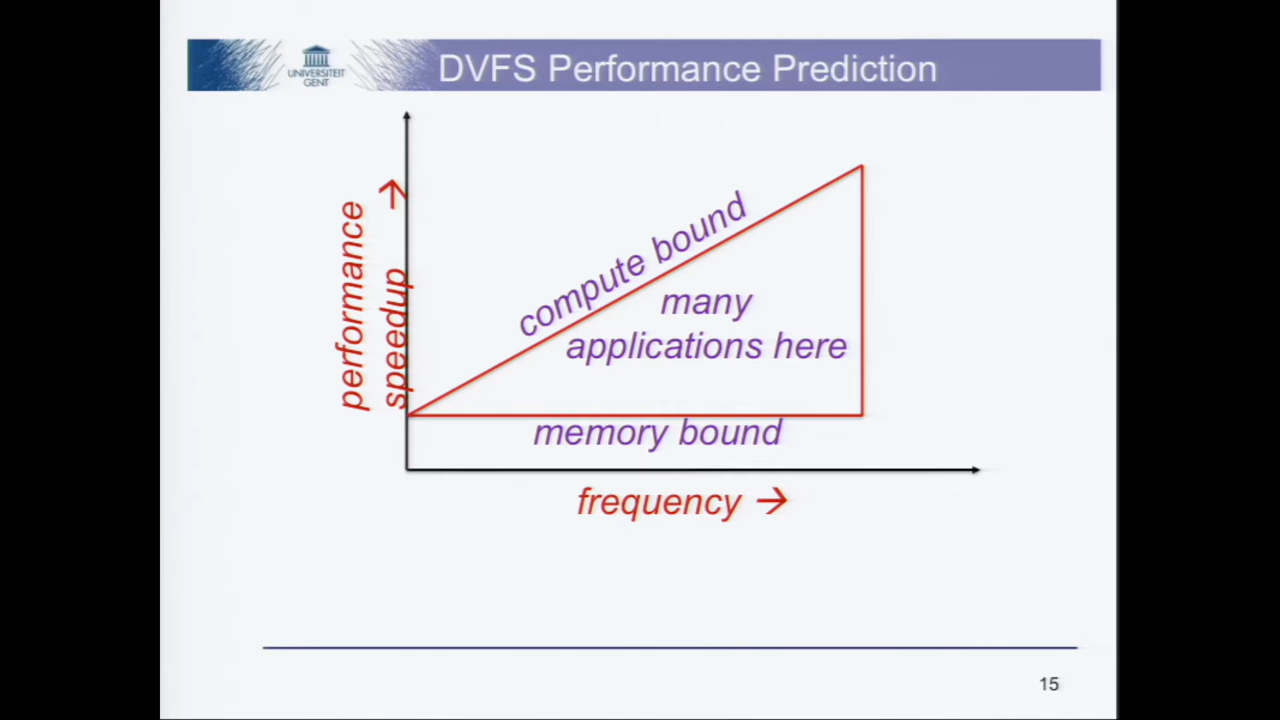 UNIVERSITEIT
GENT
DVFS Performance Prediction
performance
speedup →
compute bound
many
applications here
memory bound
frequency →
15